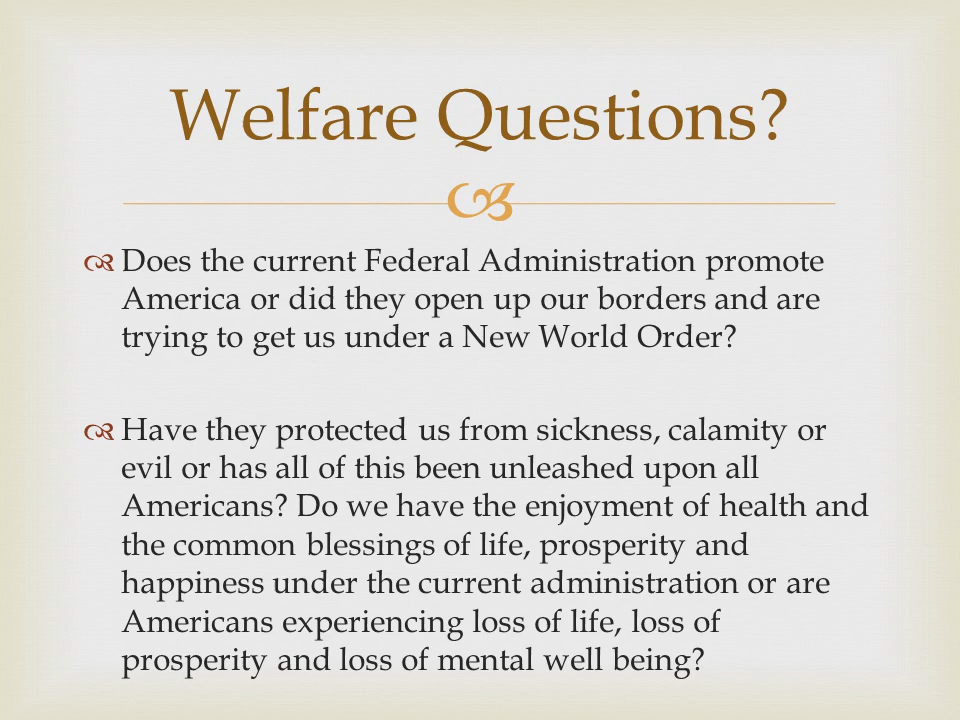 Welfare Questions?
Does the current Federal Administration promote
America or did they open up our borders and are
trying to get us under a New World Order?
Have they protected us from sickness, calamity or
evil or has all of this been unleashed upon all
Americans? Do we have the enjoyment of health and
the common blessings of life, prosperity and
happiness under the current administration or are
Americans experiencing loss of life, loss of
prosperity and loss of mental well being?